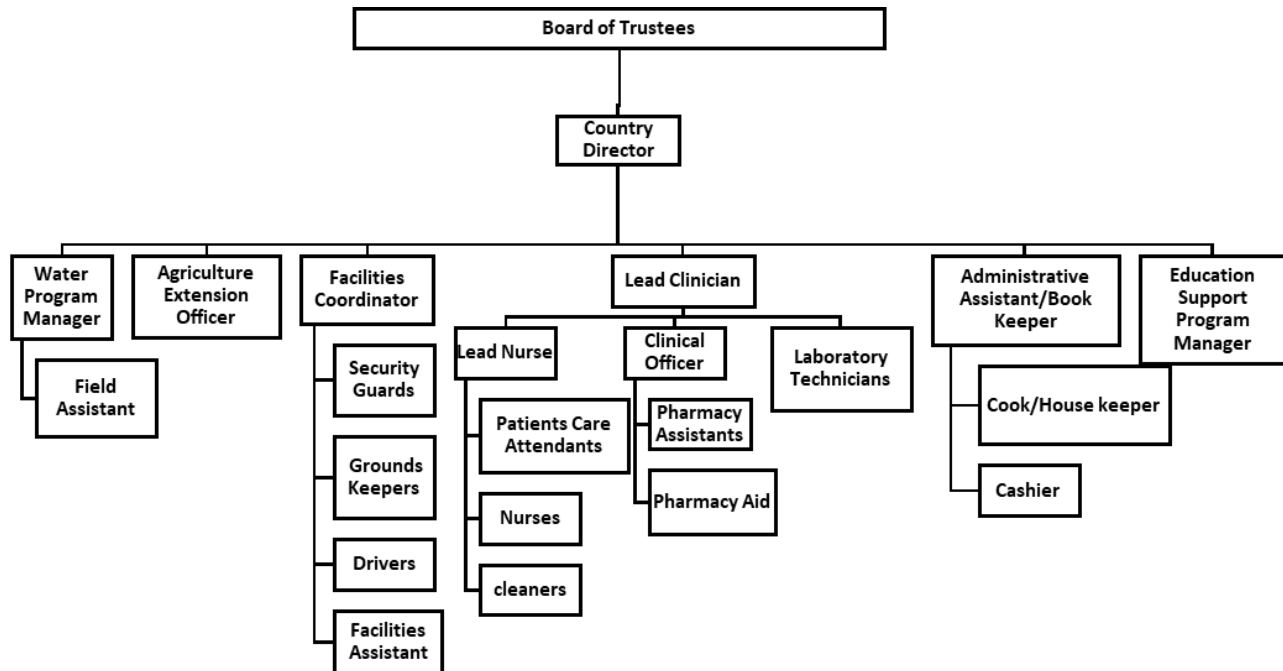 Board of Trustees
Country
Director
Water
Program
Manager
Agriculture
Extension
Officer
Facilities
Coordinator
Lead Clinician
Administrative
Assistant/Book
Keeper
Education
Support
Program
Manager
Field
Assistant
Security
Guards
Grounds
Keepers
Drivers
Facilities
Assistant
Lead Nurse
Patients Care
Attendants
Nurses
cleaners
Clinical
Officer
Pharmacy
Assistants
Pharmacy Aid
Laboratory
Technicians
Cook/House keeper
Cashier